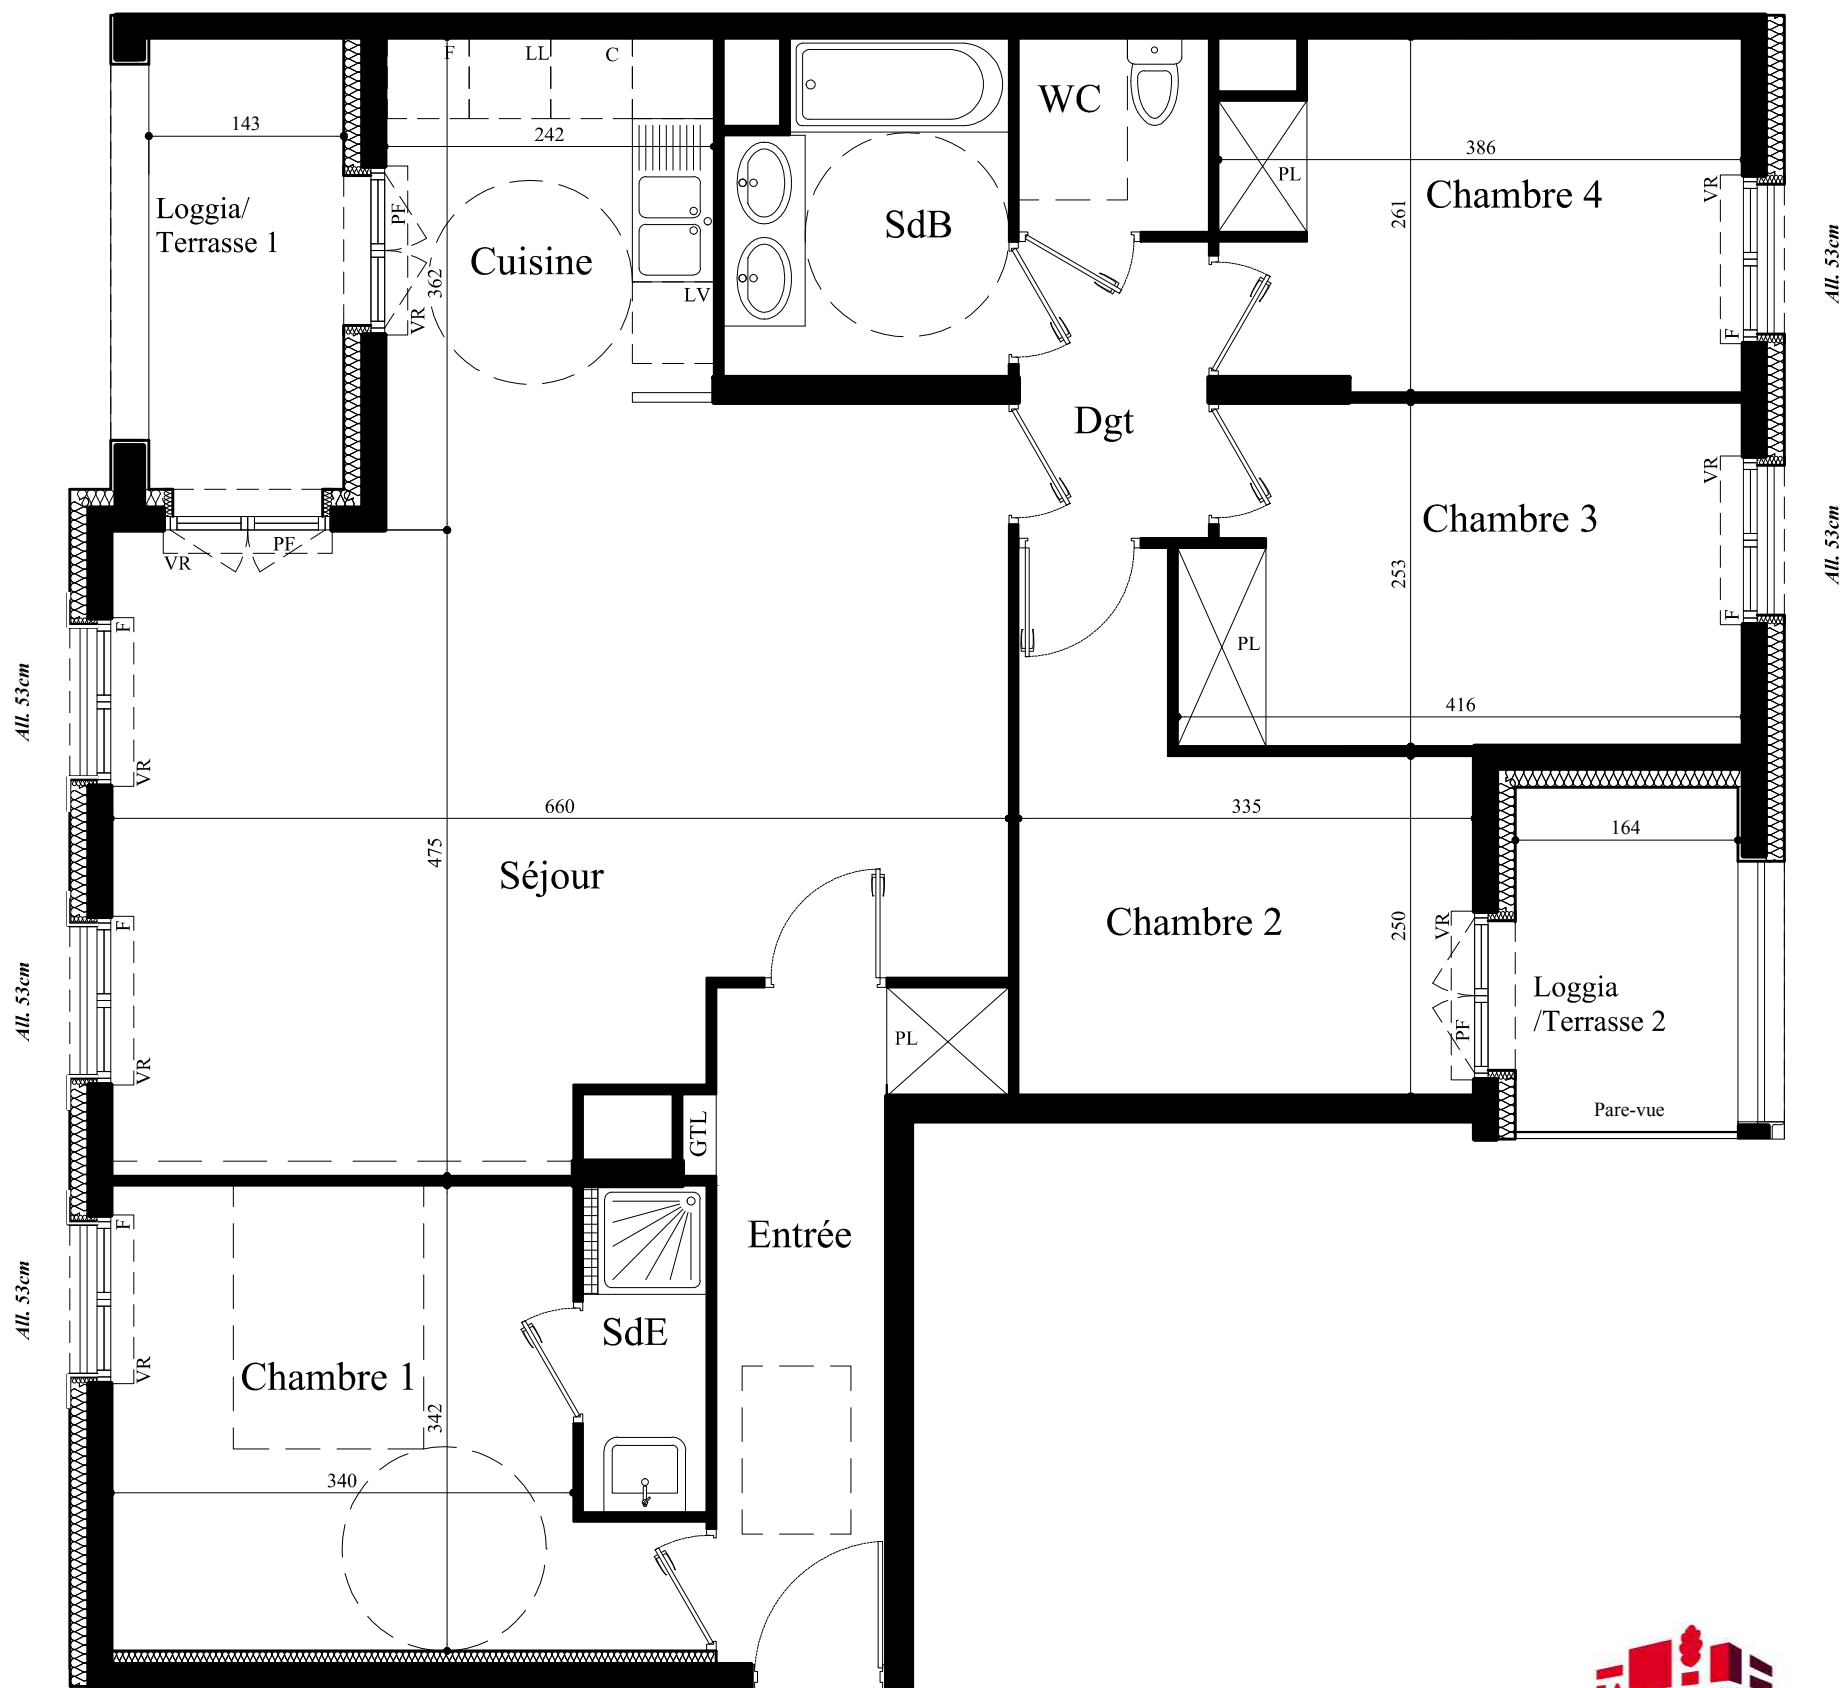 F
LL
C
143
242
Loggia/
Terrasse 1
PF
VR
362
Cuisine
LV
SdB
WC
PL
386
261
Chambre 4
VR
F
All. 53cm
Dgt
Chambre 3
VR
F
All. 53cm
253
PL
416
VR
PF
F
VR
All. 53cm
660
475
Séjour
335
Chambre 2
250
VR
PF
164
Loggia
/Terrasse 2
Pare-vue
F
VR
All. 53cm
PL
GTL
Entrée
F
VR
All. 53cm
SdE
Chambre 1
342
340